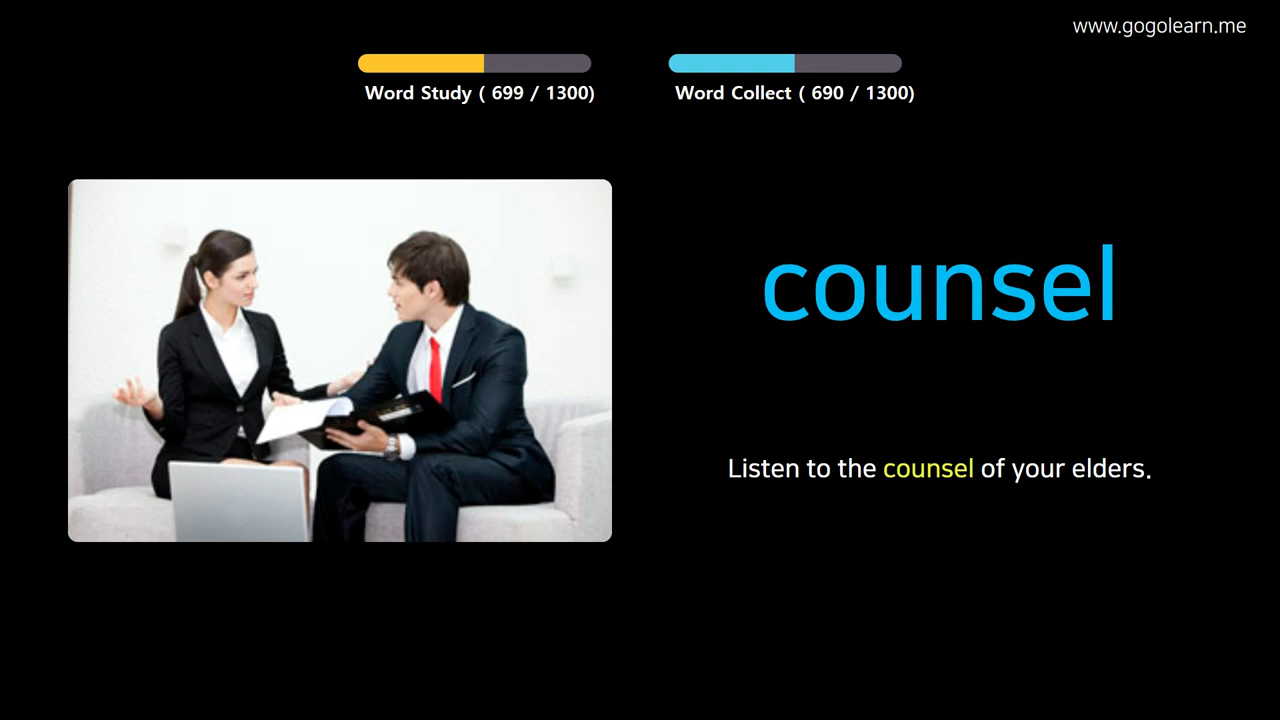 www.gogolearn.me
Word Study ( 699 / 1300)
Word Collect ( 690 / 1300)
counsel
Listen to the counsel of your elders.